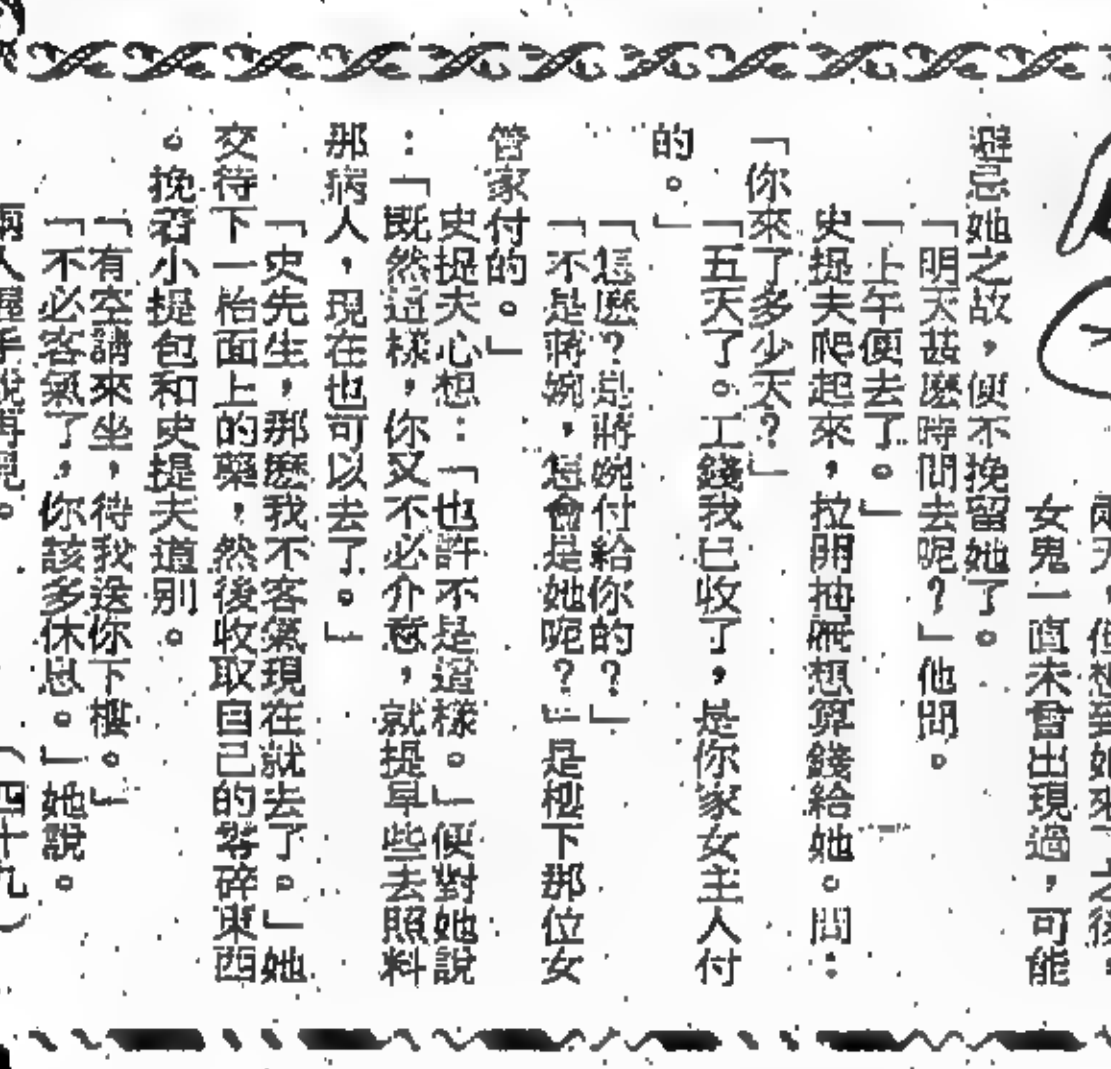 兩天,但想到她來了之後,
女鬼一直未曾出現過,可能
避忌她之故,便不挽留她了。
「明天甚麼時間去呢?」他問。
「上午便去了。」
史提夫爬起來,拉開抽屜想算錢給她。問:
「你來了多少天?」
「五天了。工錢我已收了,是你家女主人付
的。」
「怎麼?是蔣婉付給你的?」
「不是蔣婉,怎會是她呢?」是樓下那位女
管家付的。」
史提夫心想:「也許不是這樣。」便對她說
:「既然這樣,你又不必介意,就提早些去照料
那病人,現在也可以去了。」
「史先生,那麼我不客氣現在就去了。」她
交待下一枱面上的藥,然後收取自己的零碎東西
。挽着小提包和史提夫道別。
「有空請來坐,待我送你下樓。」
「不必客氣了,你該多休息。」她說。
兩人握手說再見。 (四十九)